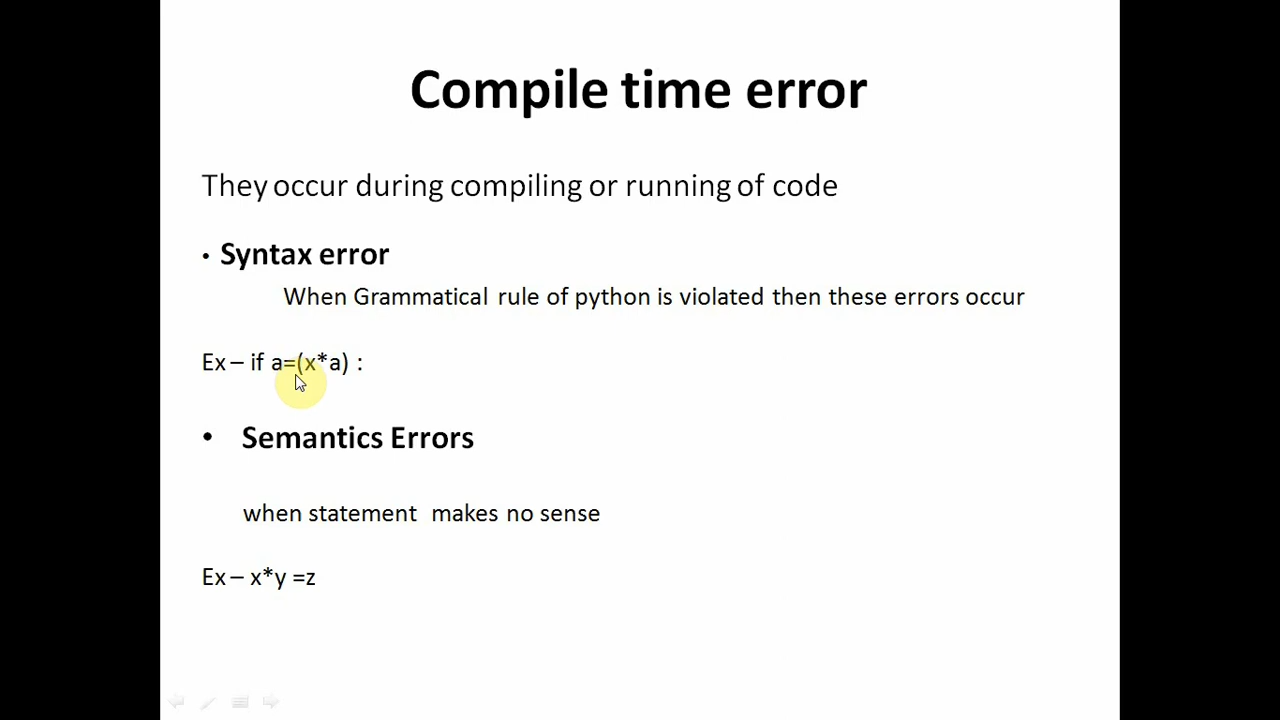 Compile time error
They occur during compiling or running of code
• Syntax error
When Grammatical rule of python is violated then these errors occur
Ex – if a=(x*a) :
• Semantics Errors
when statement makes no sense
Ex – x*y =z